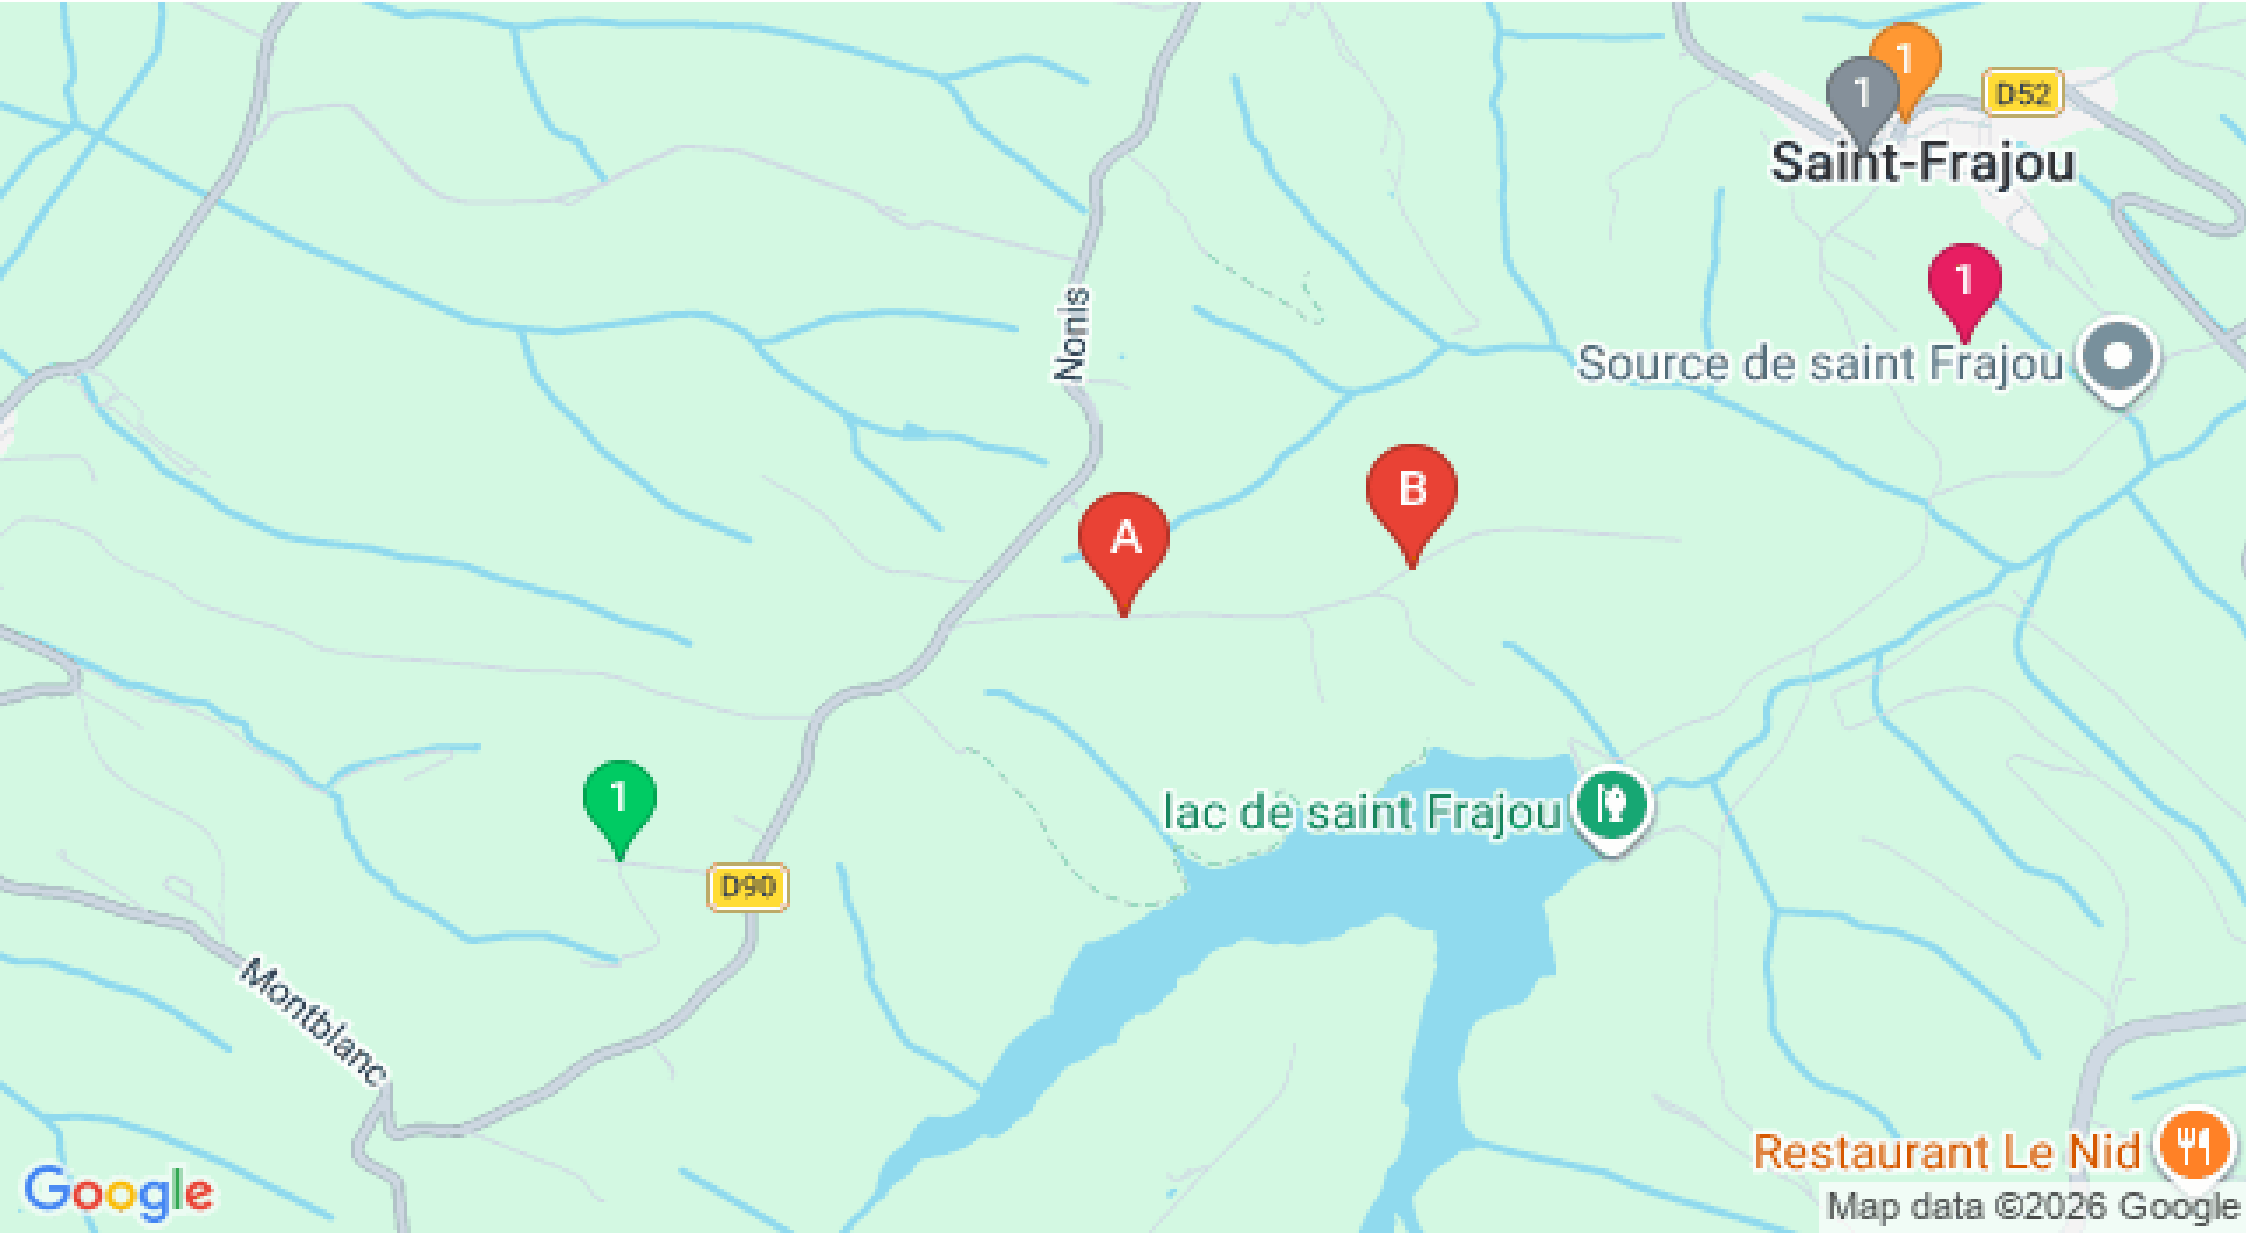 1
1
D52
Saint-Frajou
1
Nonis
Source de saint Frajou
B
A
1
lac de saint Frajou
D90
Montblanc
Restaurant Le Nid
Google
Map data ©2026 Google